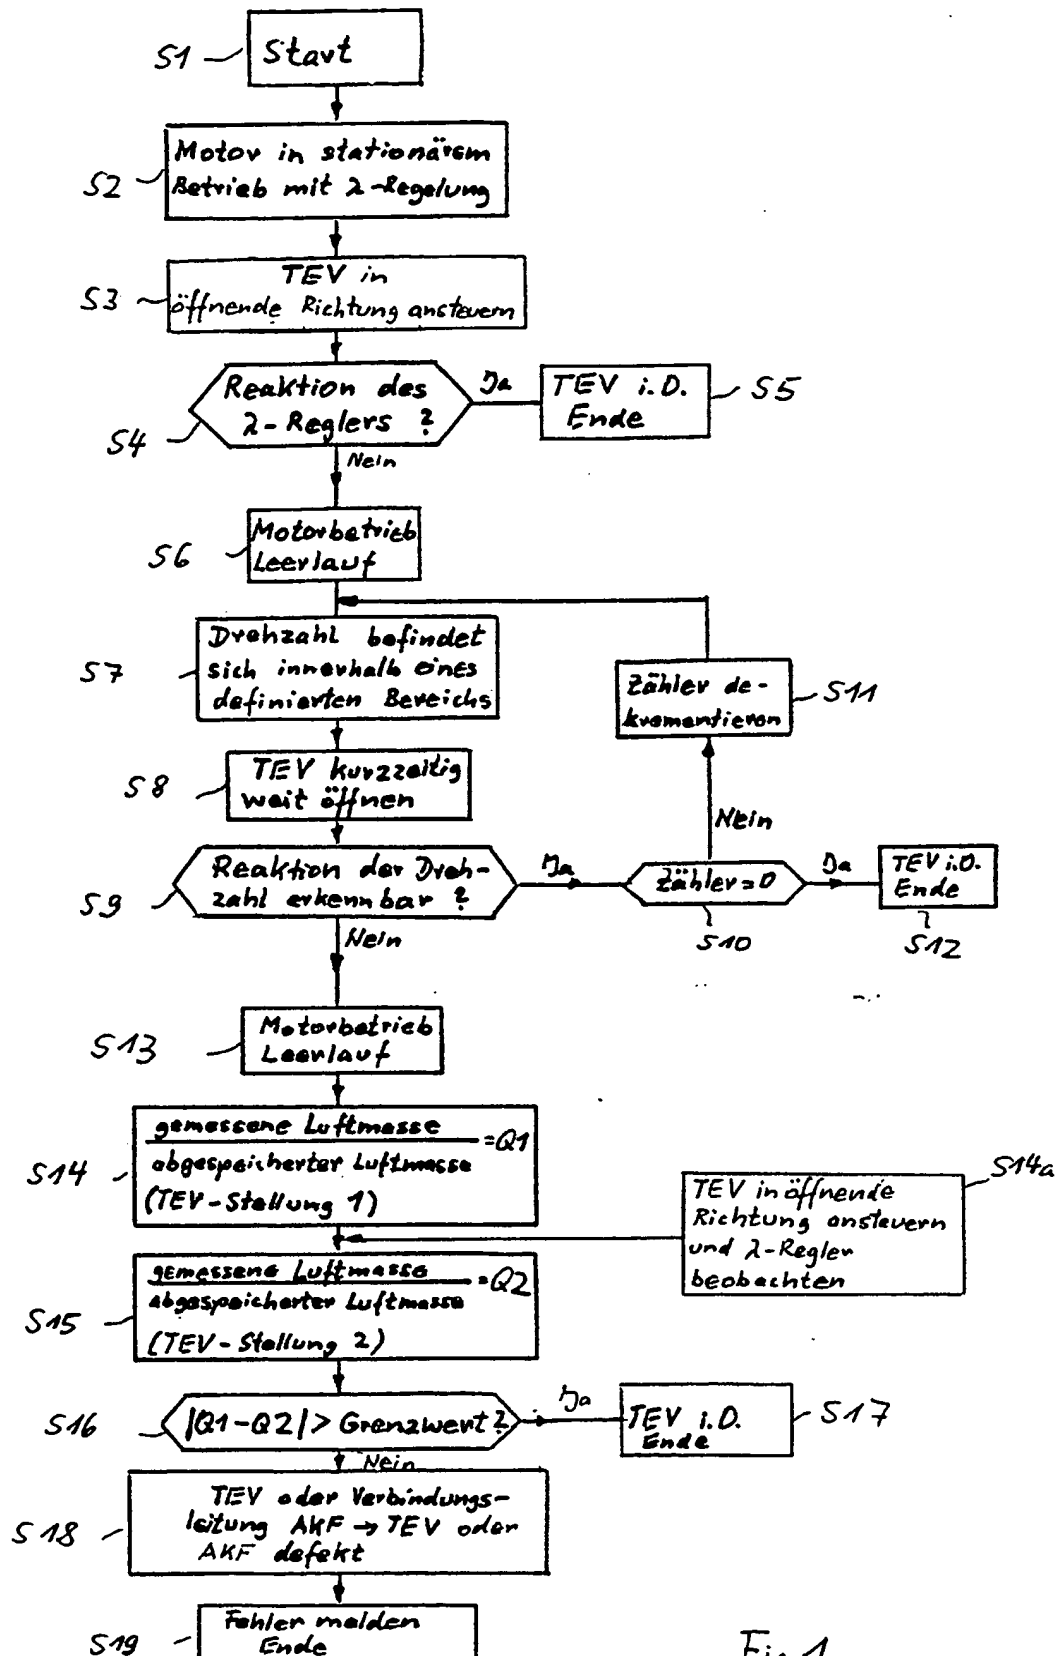 S1
Start
S2
Motor in stationärem
Betrieb mit λ-Regelung
S3
TEV in
öffnende Richtung ansteuern
S4
Reaktion des
λ-Reglers ?
Ja
TEV i.O.
Ende
S5
Nein
S6
Motorbetrieb
Leerlauf
S7
Drehzahl befindet
sich innerhalb eines
definierten Bereichs
Zähler de-
krementieren
S11
S8
TEV kurzzeitig
weit öffnen
Nein
S9
Reaktion der Dreh-
zahl erkennbar ?
Ja
Zähler=0
S10
Ja
TEV i.O.
Ende
S12
Nein
S13
Motorbetrieb
Leerlauf
S14
gemessene Luftmasse
=Q1
abgespeicherter Luftmasse
(TEV-Stellung 1)
S14a
TEV in öffnende
Richtung ansteuern
und λ-Regler
beobachten
S15
gemessene Luftmasse
=Q2
abgespeicherter Luftmasse
(TEV-Stellung 2)
S16
|Q1-Q2| > Grenzwert?
Ja
TEV i.O.
Ende
S17
Nein
S18
TEV oder Verbindungs-
leitung AKF → TEV oder
AKF defekt
S19
Fehler melden
Ende
Fig 1